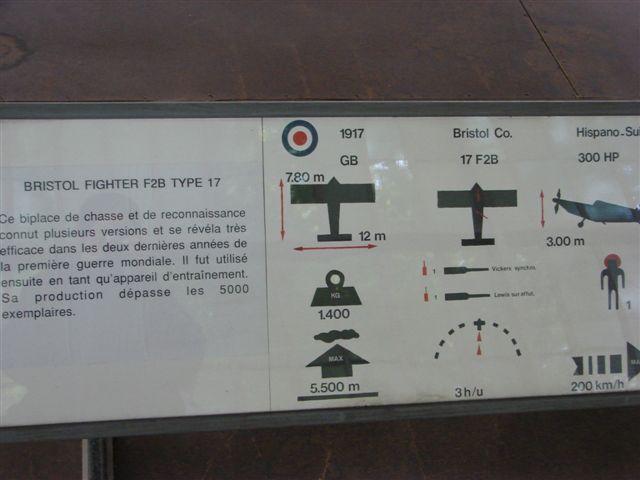 BRISTOL FIGHTER F2B TYPE 17
Ce biplace de chasse et de reconnaissance
connut plusieurs versions et se révéla très
efficace dans les deux dernières années de
la première guerre mondiale. Il fut utilisé
ensuite en tant qu'appareil d'entraînement.
Sa production dépasse les 5000
exemplaires.
1917
GB
7.80 m
12 m
KG
1.400
MAX
5.500 m
Bristol Co.
17 F2B
1 Vickers synchro.
1 Lewis sur affut.
3 h/u
Hispano-Sui
300 HP
3.00 m
1
200 km/h